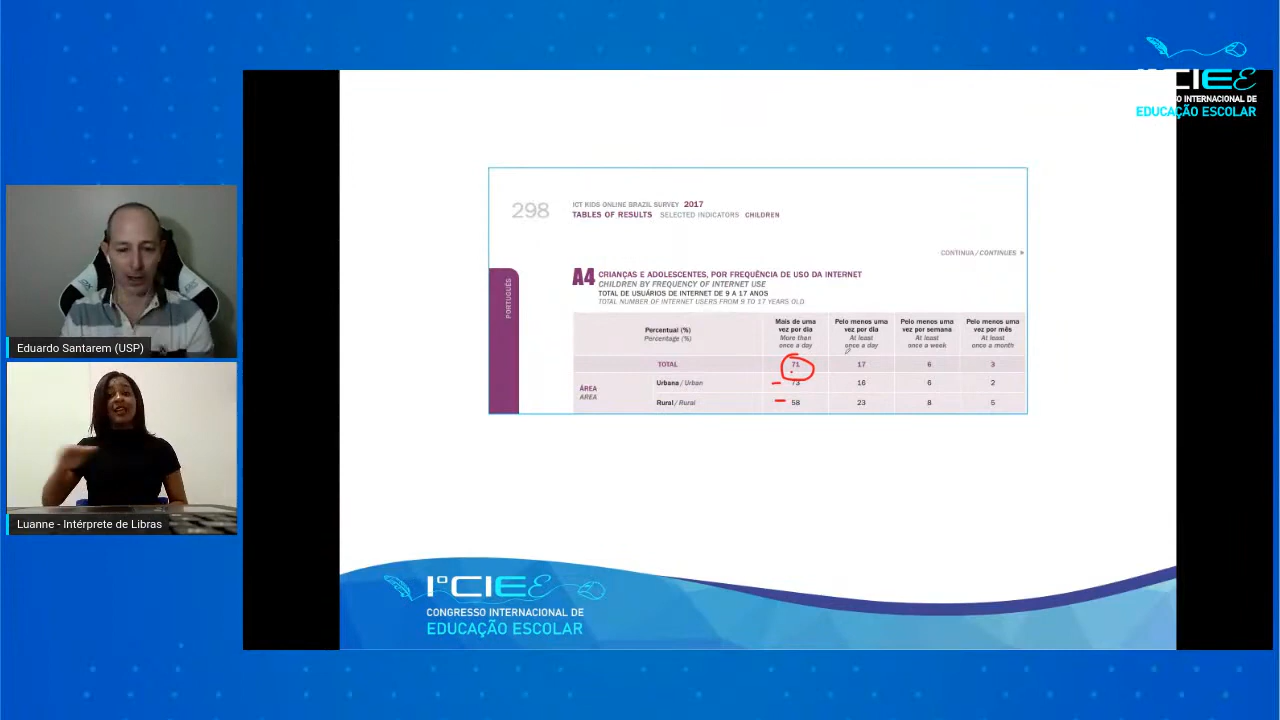 CIEE
SO INTERNACIONAL DE
EDUCAÇÃO ESCOLAR
298
ICT KIDS ONLINE BRAZIL SURVEY 2017
TABLES OF RESULTS SELECTED INDICATORS CHILDREN
CONTINUA / CONTINUES
PORTUGUÊS
A4 CRIANÇAS E ADOLESCENTES, POR FREQUÊNCIA DE USO DA INTERNET
CHILDREN BY FREQUENCY OF INTERNET USE
TOTAL DE USUÁRIOS DE INTERNET DE 9 A 17 ANOS
TOTAL NUMBER OF INTERNET USERS FROM 9 TO 17 YEARS OLD
Percentual (%)
Percentage (%)
Mais de uma
vez por dia
More than
once a day
Pelo menos uma
vez por dia
At least
once a day
Pelo menos uma
vez por semana
At least
once a week
Pelo menos uma
vez por mês
At least
once a month
TOTAL 71 17 6 3
ÁREA
AREA
Urbana / Urban 73 16 6 2
Rural / Rural 58 23 8 5
Eduardo Santarem (USP)
Luanne - Intérprete de Libras
1º CIEE
CONGRESSO INTERNACIONAL DE
EDUCAÇÃO ESCOLAR